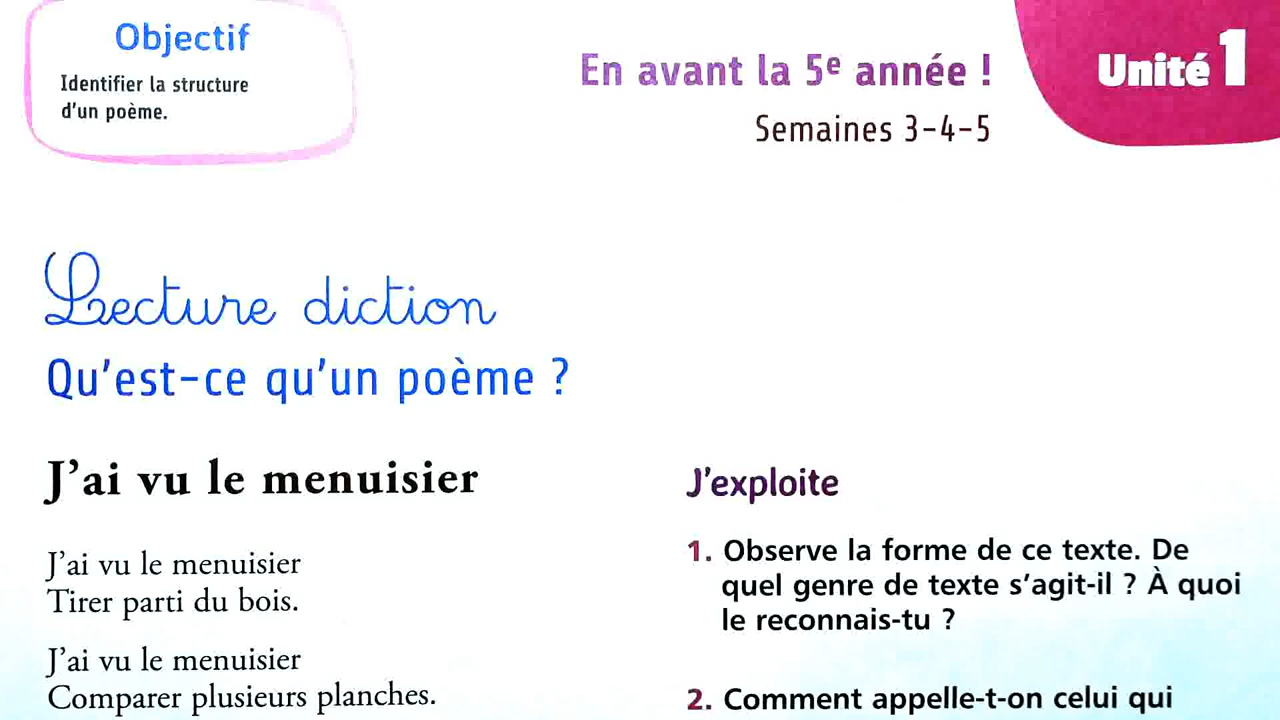 Objectif
Identifier la structure
d'un poème.
En avant la 5e année !
Semaines 3-4-5
Unité 1
Lecture diction
Qu'est-ce qu'un poème ?
J'ai vu le menuisier
J'ai vu le menuisier
Tirer parti du bois.
J'ai vu le menuisier
Comparer plusieurs planches.
J'exploite
1. Observe la forme de ce texte. De
quel genre de texte s'agit-il ? À quoi
le reconnais-tu ?
2. Comment appelle-t-on celui qui